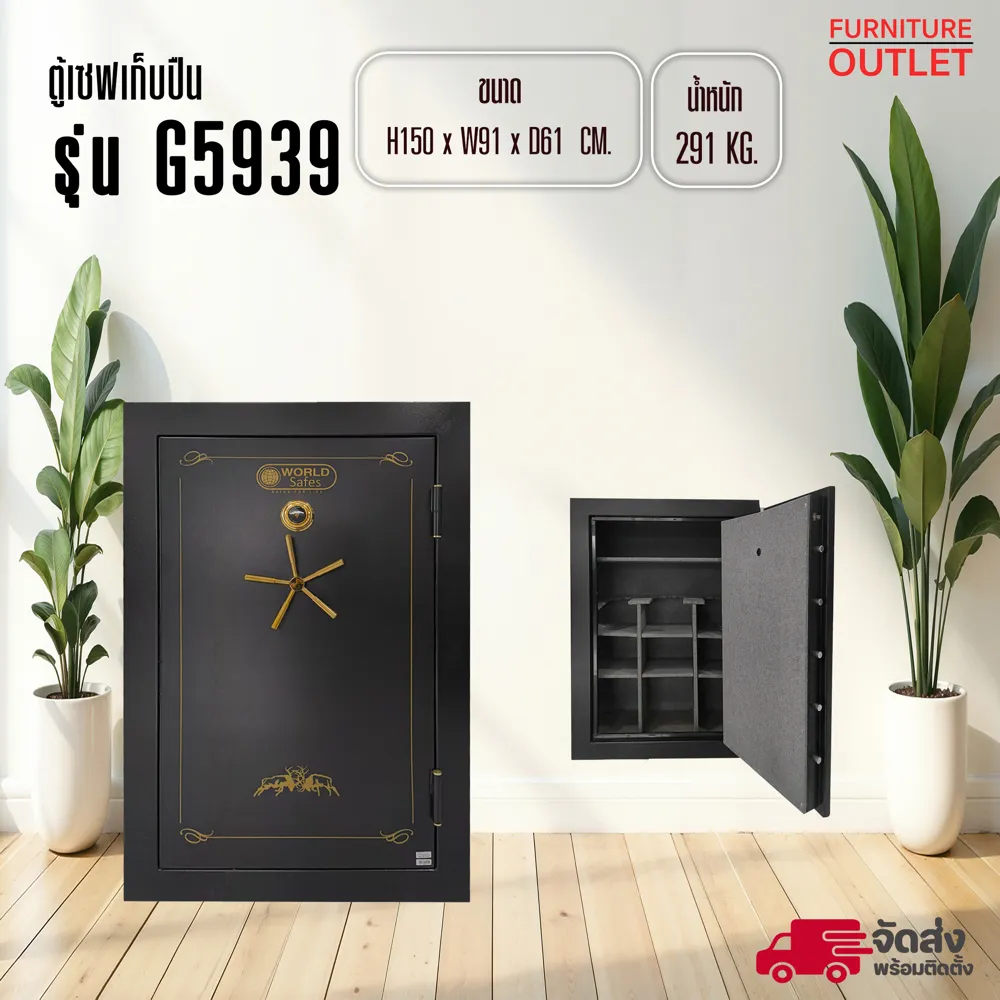 ตู้เซฟเก็บปืน
รุ่น G5939
ขนาด
H150 x W91 x D61 CM.
น้ำหนัก
291 KG.
FURNITURE
OUTLET
WORLD
Safes
จัดส่ง
พร้อมติดตั้ง